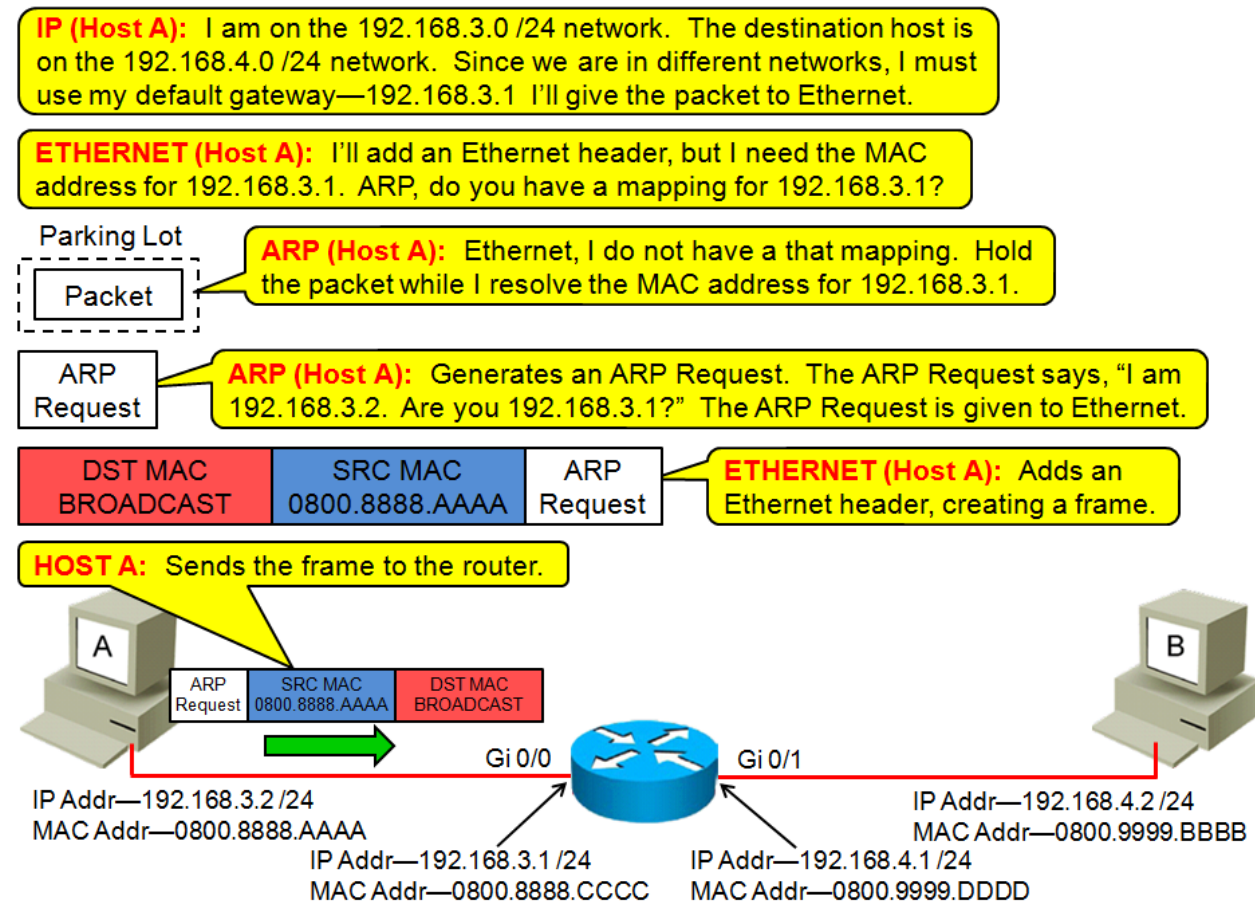 IP (Host A): I am on the 192.168.3.0 /24 network. The destination host is
on the 192.168.4.0 /24 network. Since we are in different networks, I must
use my default gateway—192.168.3.1 I'll give the packet to Ethernet.
ETHERNET (Host A): I'll add an Ethernet header, but I need the MAC
address for 192.168.3.1. ARP, do you have a mapping for 192.168.3.1?
Parking Lot
Packet
ARP (Host A): Ethernet, I do not have a that mapping. Hold
the packet while I resolve the MAC address for 192.168.3.1.
ARP
Request
ARP (Host A): Generates an ARP Request. The ARP Request says, “I am
192.168.3.2. Are you 192.168.3.1?” The ARP Request is given to Ethernet.
DST MAC
BROADCAST
SRC MAC
0800.8888.AAAA
ARP
Request
ETHERNET (Host A): Adds an
Ethernet header, creating a frame.
HOST A: Sends the frame to the router.
A
ARP
Request
SRC MAC
0800.8888.AAAA
DST MAC
BROADCAST
B
Gi 0/0
Gi 0/1
IP Addr—192.168.3.2 /24
MAC Addr—0800.8888.AAAA
IP Addr—192.168.3.1 /24
MAC Addr—0800.8888.CCCC
IP Addr—192.168.4.1 /24
MAC Addr—0800.9999.DDDD
IP Addr—192.168.4.2 /24
MAC Addr—0800.9999.BBBB